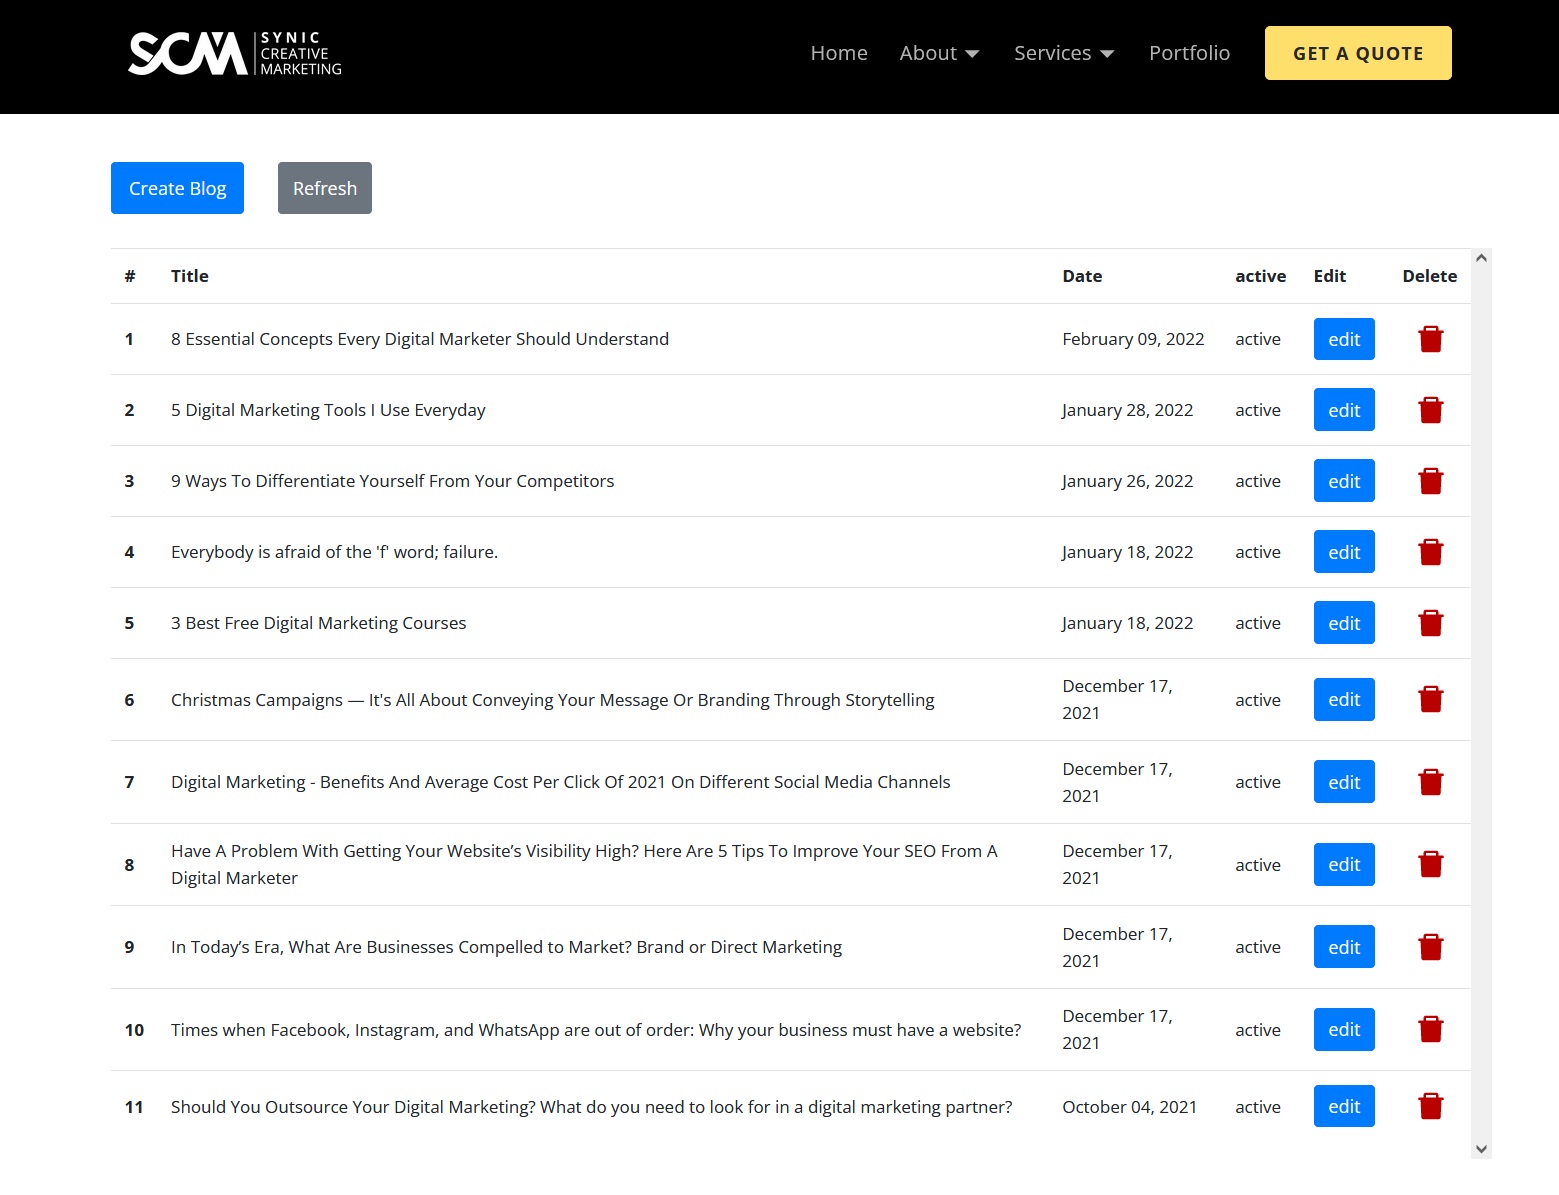 SCM SYNIC
CREATIVE
MARKETING
Home About Services Portfolio GET A QUOTE
Create Blog Refresh
# Title Date active Edit Delete
1 8 Essential Concepts Every Digital Marketer Should Understand February 09, 2022 active edit
2 5 Digital Marketing Tools I Use Everyday January 28, 2022 active edit
3 9 Ways To Differentiate Yourself From Your Competitors January 26, 2022 active edit
4 Everybody is afraid of the 'f' word; failure. January 18, 2022 active edit
5 3 Best Free Digital Marketing Courses January 18, 2022 active edit
6 Christmas Campaigns — It's All About Conveying Your Message Or Branding Through Storytelling December 17,
2021 active edit
7 Digital Marketing - Benefits And Average Cost Per Click Of 2021 On Different Social Media Channels December 17,
2021 active edit
8 Have A Problem With Getting Your Website’s Visibility High? Here Are 5 Tips To Improve Your SEO From A
Digital Marketer December 17,
2021 active edit
9 In Today’s Era, What Are Businesses Compelled to Market? Brand or Direct Marketing December 17,
2021 active edit
10 Times when Facebook, Instagram, and WhatsApp are out of order: Why your business must have a website? December 17,
2021 active edit
11 Should You Outsource Your Digital Marketing? What do you need to look for in a digital marketing partner? October 04, 2021 active edit